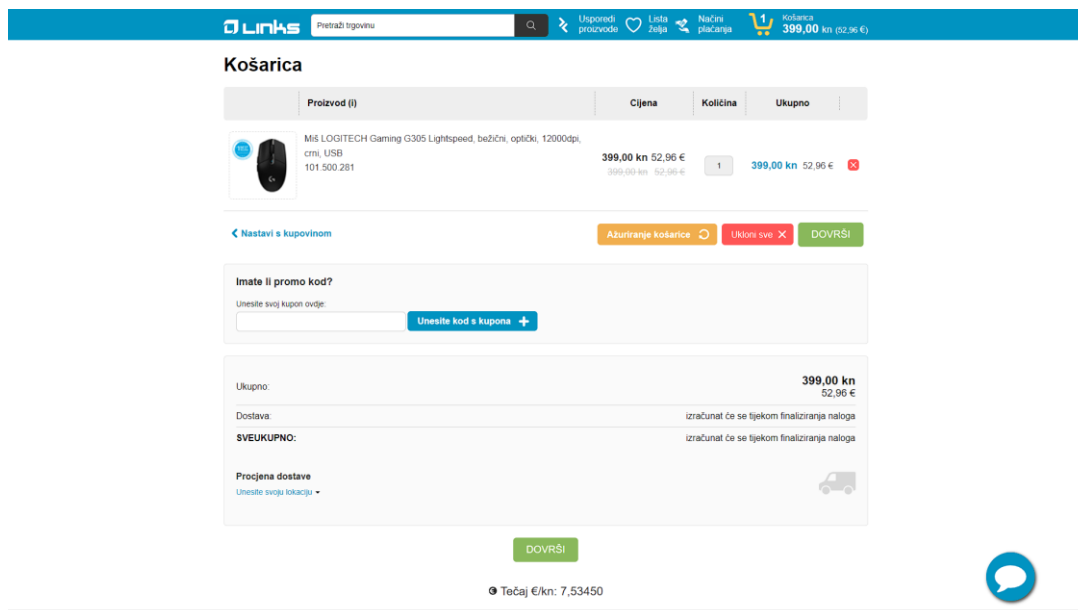 Links
Pretraži trgovinu
Usporedi
proizvode
Lista
želja
Načini
plaćanja
1
Košarica
399,00 kn (52,96 €)
Košarica
Proizvod (i)
Cijena
Količina
Ukupno
Miš LOGITECH Gaming G305 Lightspeed, bežični, optički, 12000dpi,
crni, USB
101.500.281
399,00 kn 52,96 €
399,00 kn 52,96 €
1
399,00 kn 52,96 €
Nastavi s kupovinom
Ažuriranje košarice
Ukloni sve
DOVRŠI
Imate li promo kod?
Unesite svoj kupon ovdje:
Unesite kod s kupona
Ukupno:
399,00 kn
52,96 €
Dostava:
izračunat će se tijekom finaliziranja naloga
SVEUKUPNO:
izračunat će se tijekom finaliziranja naloga
Procjena dostave
Unesite svoju lokaciju
DOVRŠI
Tečaj €/kn: 7,53450